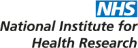 NHS
National Institute for
Health Research